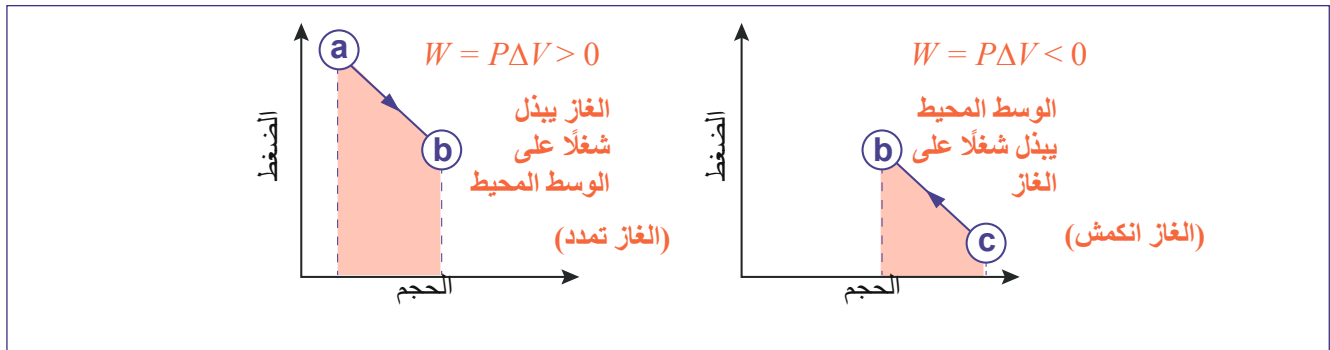 a
W = PΔV > 0
الغاز يبذل
شغلًا على
الوسط المحيط
(الغاز تمدد)
b
الضغط
الحجم
W = PΔV < 0
الوسط المحيط
يبذل شغلًا على
الغاز
(الغاز انكمش)
b
c
الضغط
الحجم